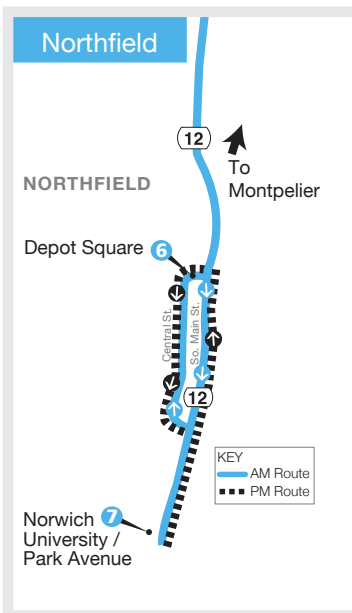 Northfield
12
To
Montpelier
NORTHFIELD
Depot Square 6
Central St.
So. Main St.
12
KEY
AM Route
PM Route
Norwich 7
University /
Park Avenue